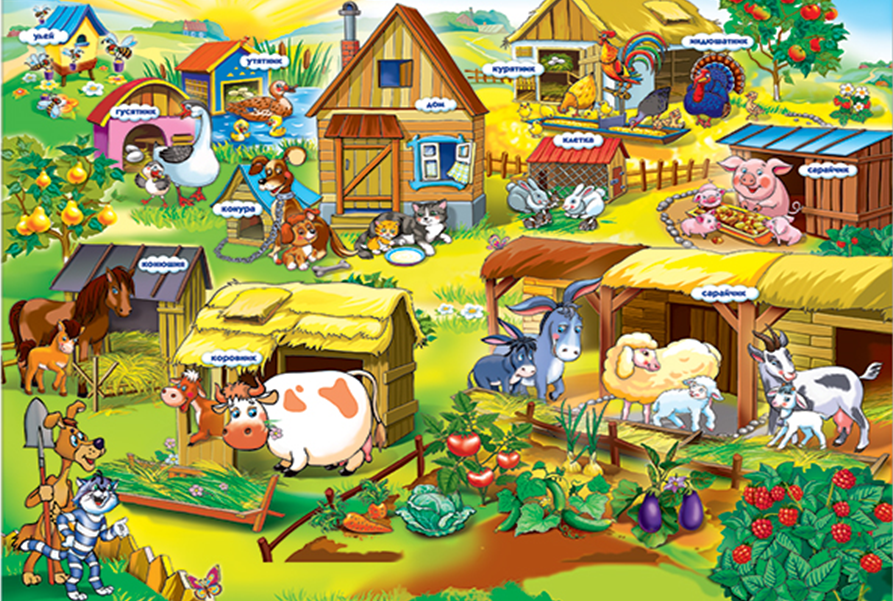 улей
утятник
гусятник
дом
курятник
индюшатник
клетка
сарайчик
конура
конюшня
сарайчик
коровник